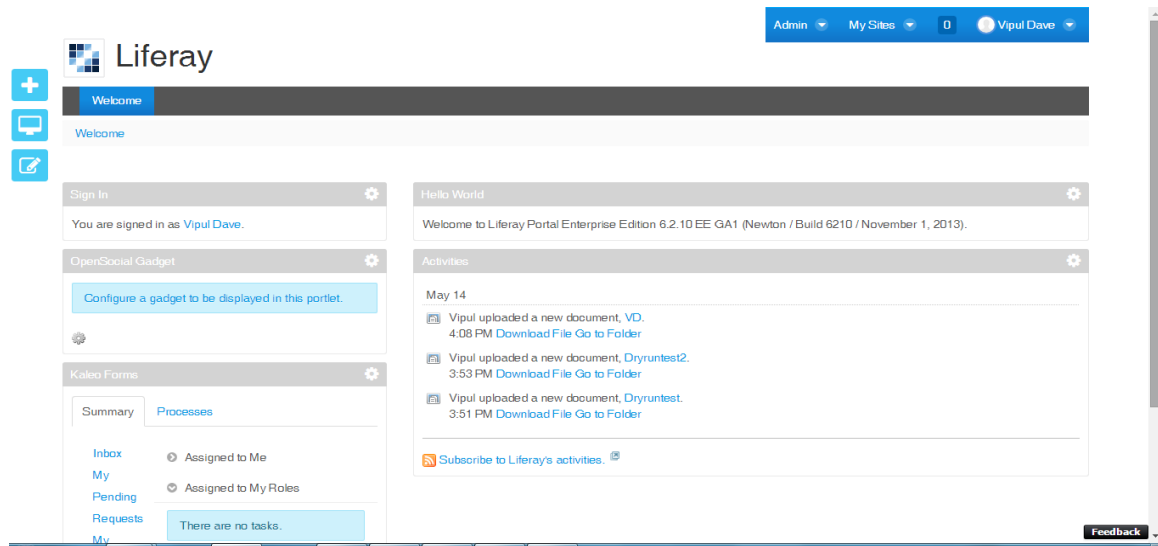 Admin My Sites 0 Vipul Dave
Liferay
Welcome
Welcome
Sign In
You are signed in as Vipul Dave.
OpenSocial Gadget
Configure a gadget to be displayed in this portlet.
Kaleo Forms
Summary Processes
Inbox
My
Pending
Requests
My
Assigned to Me
Assigned to My Roles
There are no tasks.
Hello World
Welcome to Liferay Portal Enterprise Edition 6.2.10 EE GA1 (Newton / Build 6210 / November 1, 2013).
Activities
May 14
Vipul uploaded a new document, VD.
4:08 PM Download File Go to Folder
Vipul uploaded a new document, Dryruntest2.
3:53 PM Download File Go to Folder
Vipul uploaded a new document, Dryruntest.
3:51 PM Download File Go to Folder
Subscribe to Liferay's activities.
Feedback